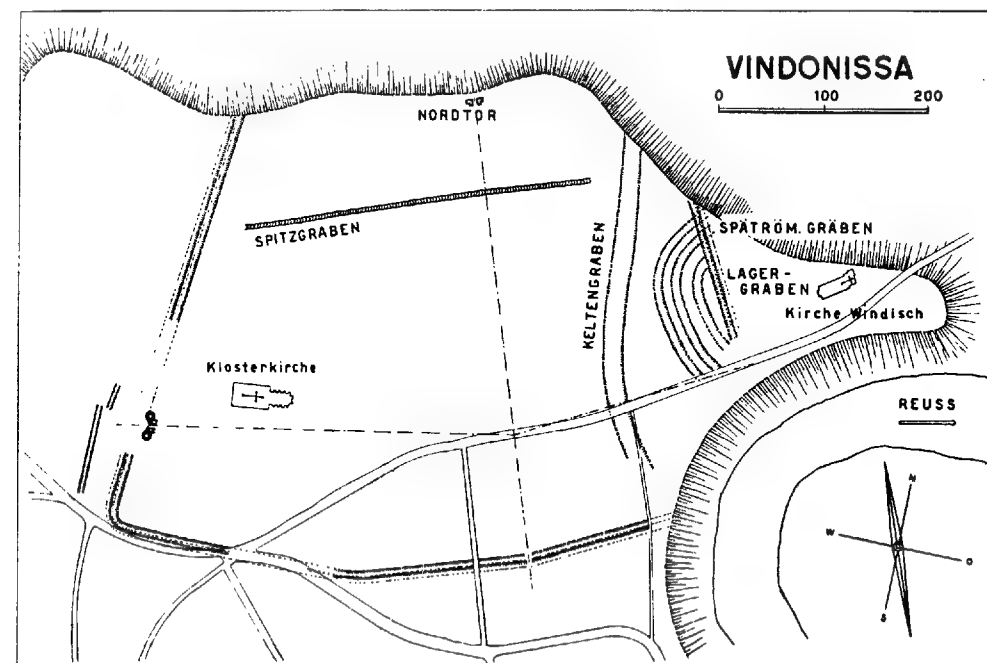 VINDONISSA
0 100 200
NORDTOR
SPITZGRABEN
KELTENGRABEN
SPÄTRÖM. GRÄBEN
LAGER-
GRABEN
Kirche Windisch
Klosterkirche
REUSS
N
W
O
S